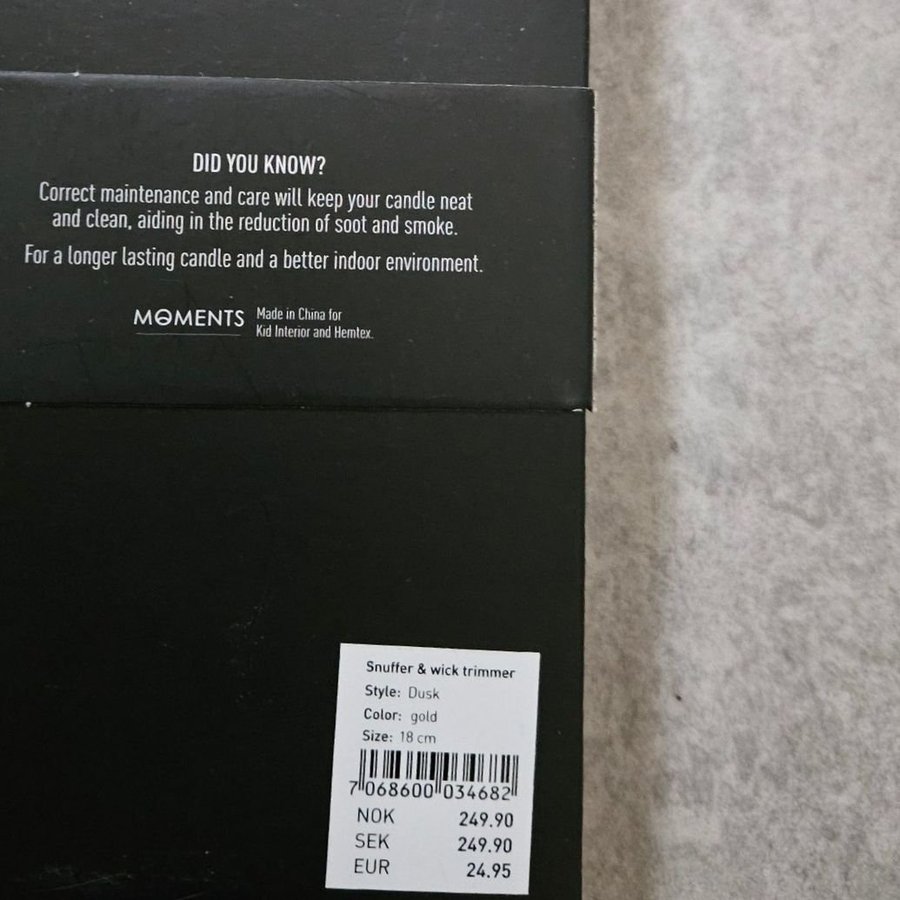 DID YOU KNOW?
Correct maintenance and care will keep your candle neat
and clean, aiding in the reduction of soot and smoke.
For a longer lasting candle and a better indoor environment.
MOMENTS
Made in China for
Kid Interior and Hemtex.
Snuffer & wick trimmer
Style: Dusk
Color: gold
Size: 18 cm
7 068600 034682
NOK 249.90
SEK 249.90
EUR 24.95